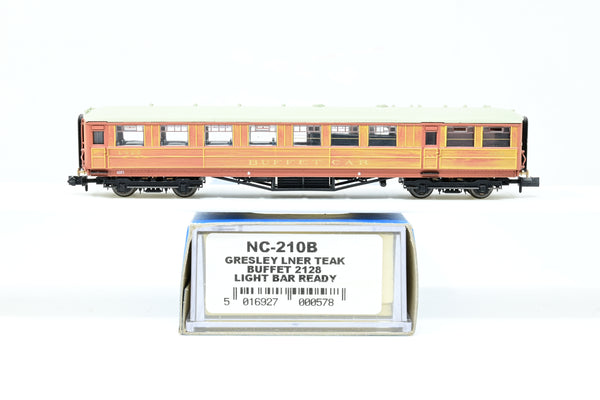 BUFFET CAR
NC-210B
GRESLEY LNER TEAK
BUFFET 2128
LIGHT BAR READY
5 016927 000578